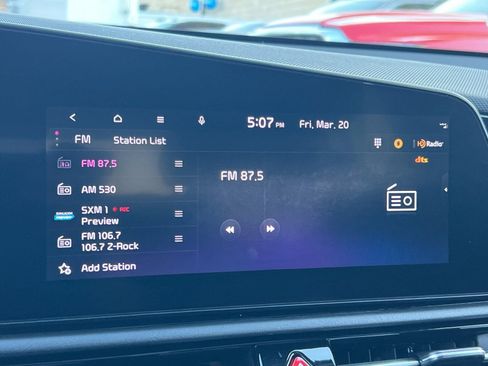 5:07 PM Fri, Mar. 20
FM Station List
HD Radio
dts
FM 87.5
FM 87.5
AM 530
SXM 1 REC
Preview
FM 106.7
106.7 Z-Rock
Add Station